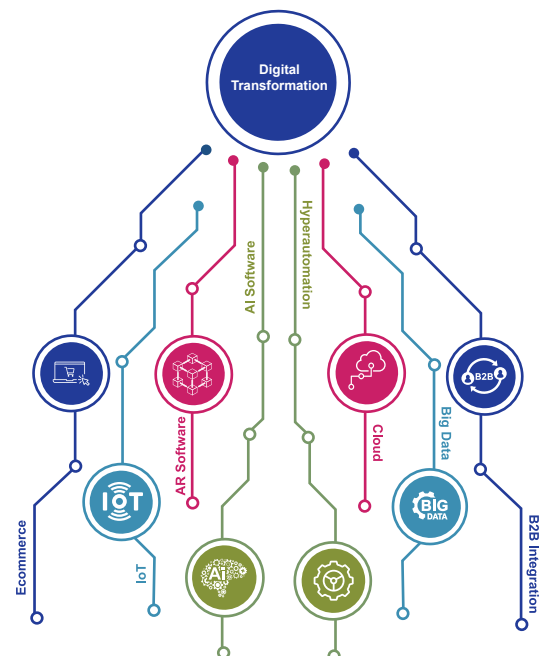 Digital
Transformation
AI Software
Hyperautomation
B2B
AR Software
Cloud
Big Data
IoT
BIG
DATA
Ecommerce
IoT
B2B Integration
Ai